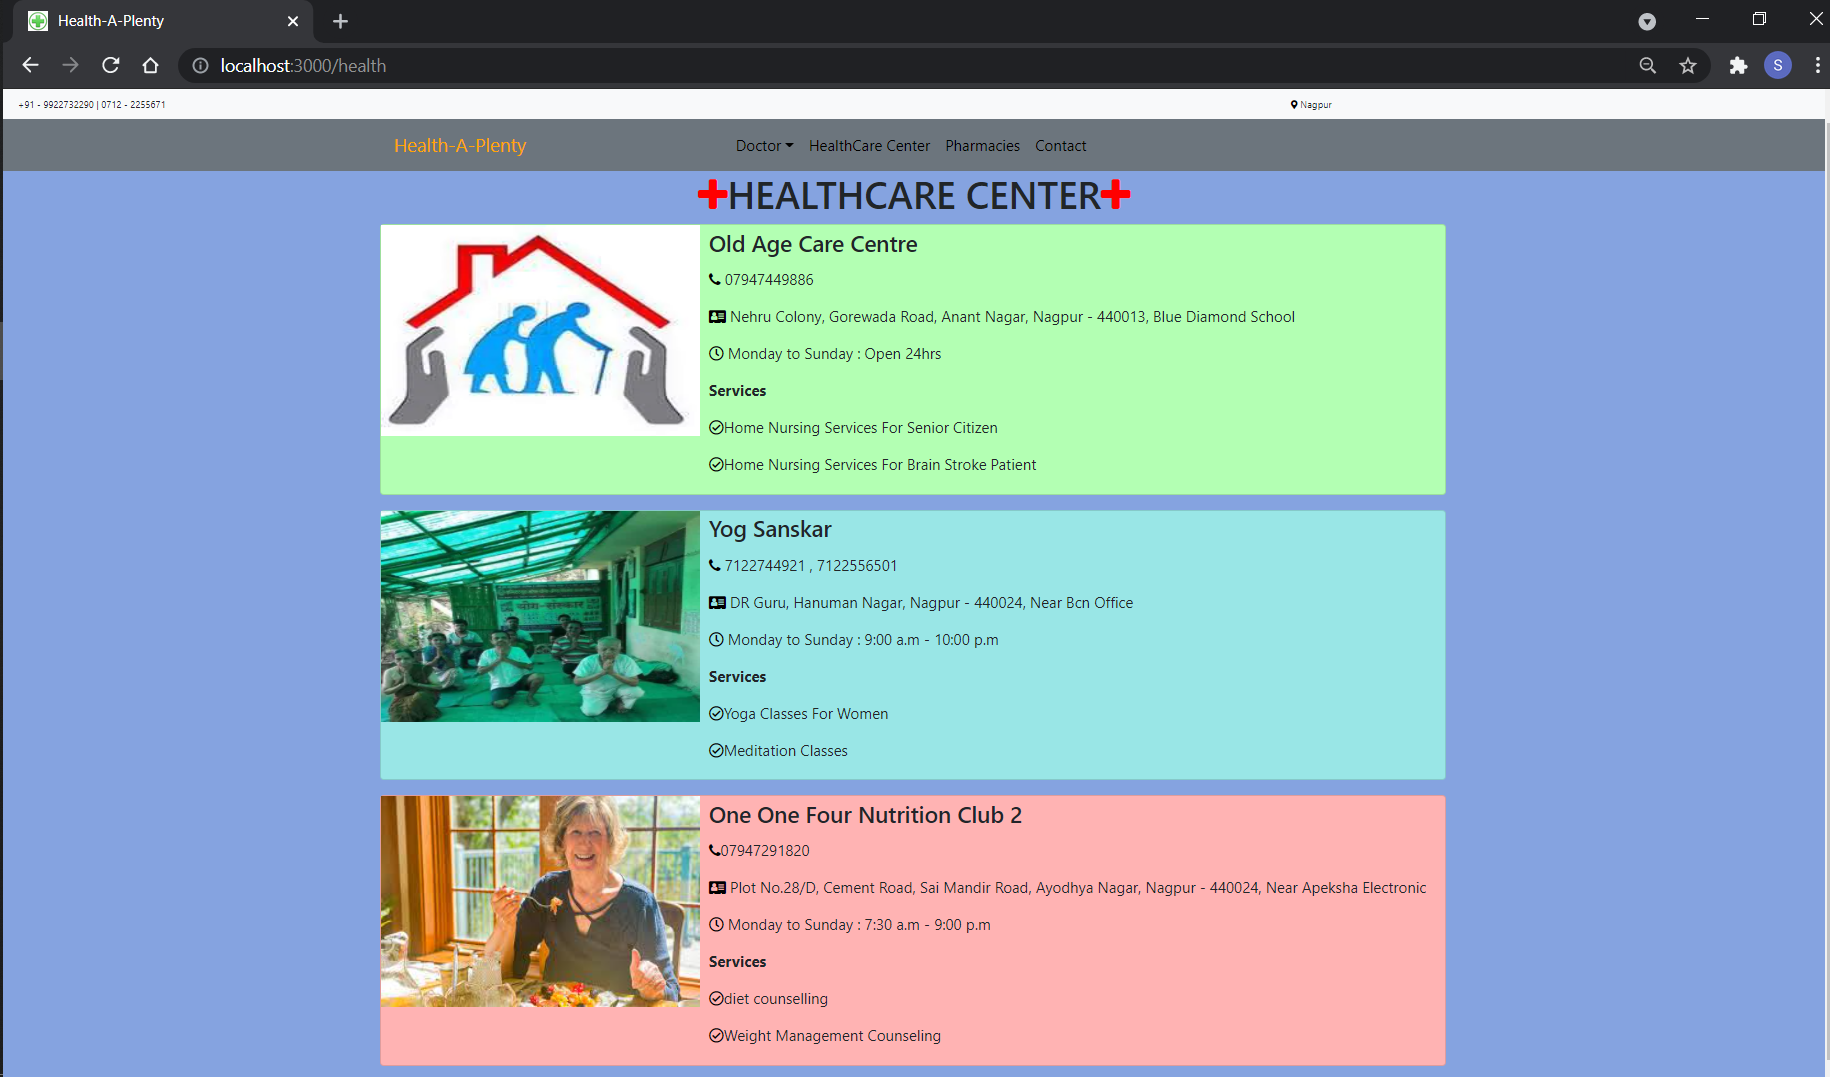 Health-A-Plenty
localhost:3000/health
S
+91 - 9922732290 | 0712 - 2255671
Nagpur
Health-A-Plenty
Doctor HealthCare Center Pharmacies Contact
HEALTHCARE CENTER
Old Age Care Centre
07947449886
Nehru Colony, Gorewada Road, Anant Nagar, Nagpur - 440013, Blue Diamond School
Monday to Sunday : Open 24hrs
Services
Home Nursing Services For Senior Citizen
Home Nursing Services For Brain Stroke Patient
योग-संस्कार
Yog Sanskar
7122744921 , 7122556501
DR Guru, Hanuman Nagar, Nagpur - 440024, Near Bcn Office
Monday to Sunday : 9:00 a.m - 10:00 p.m
Services
Yoga Classes For Women
Meditation Classes
One One Four Nutrition Club 2
07947291820
Plot No.28/D, Cement Road, Sai Mandir Road, Ayodhya Nagar, Nagpur - 440024, Near Apeksha Electronic
Monday to Sunday : 7:30 a.m - 9:00 p.m
Services
diet counselling
Weight Management Counseling